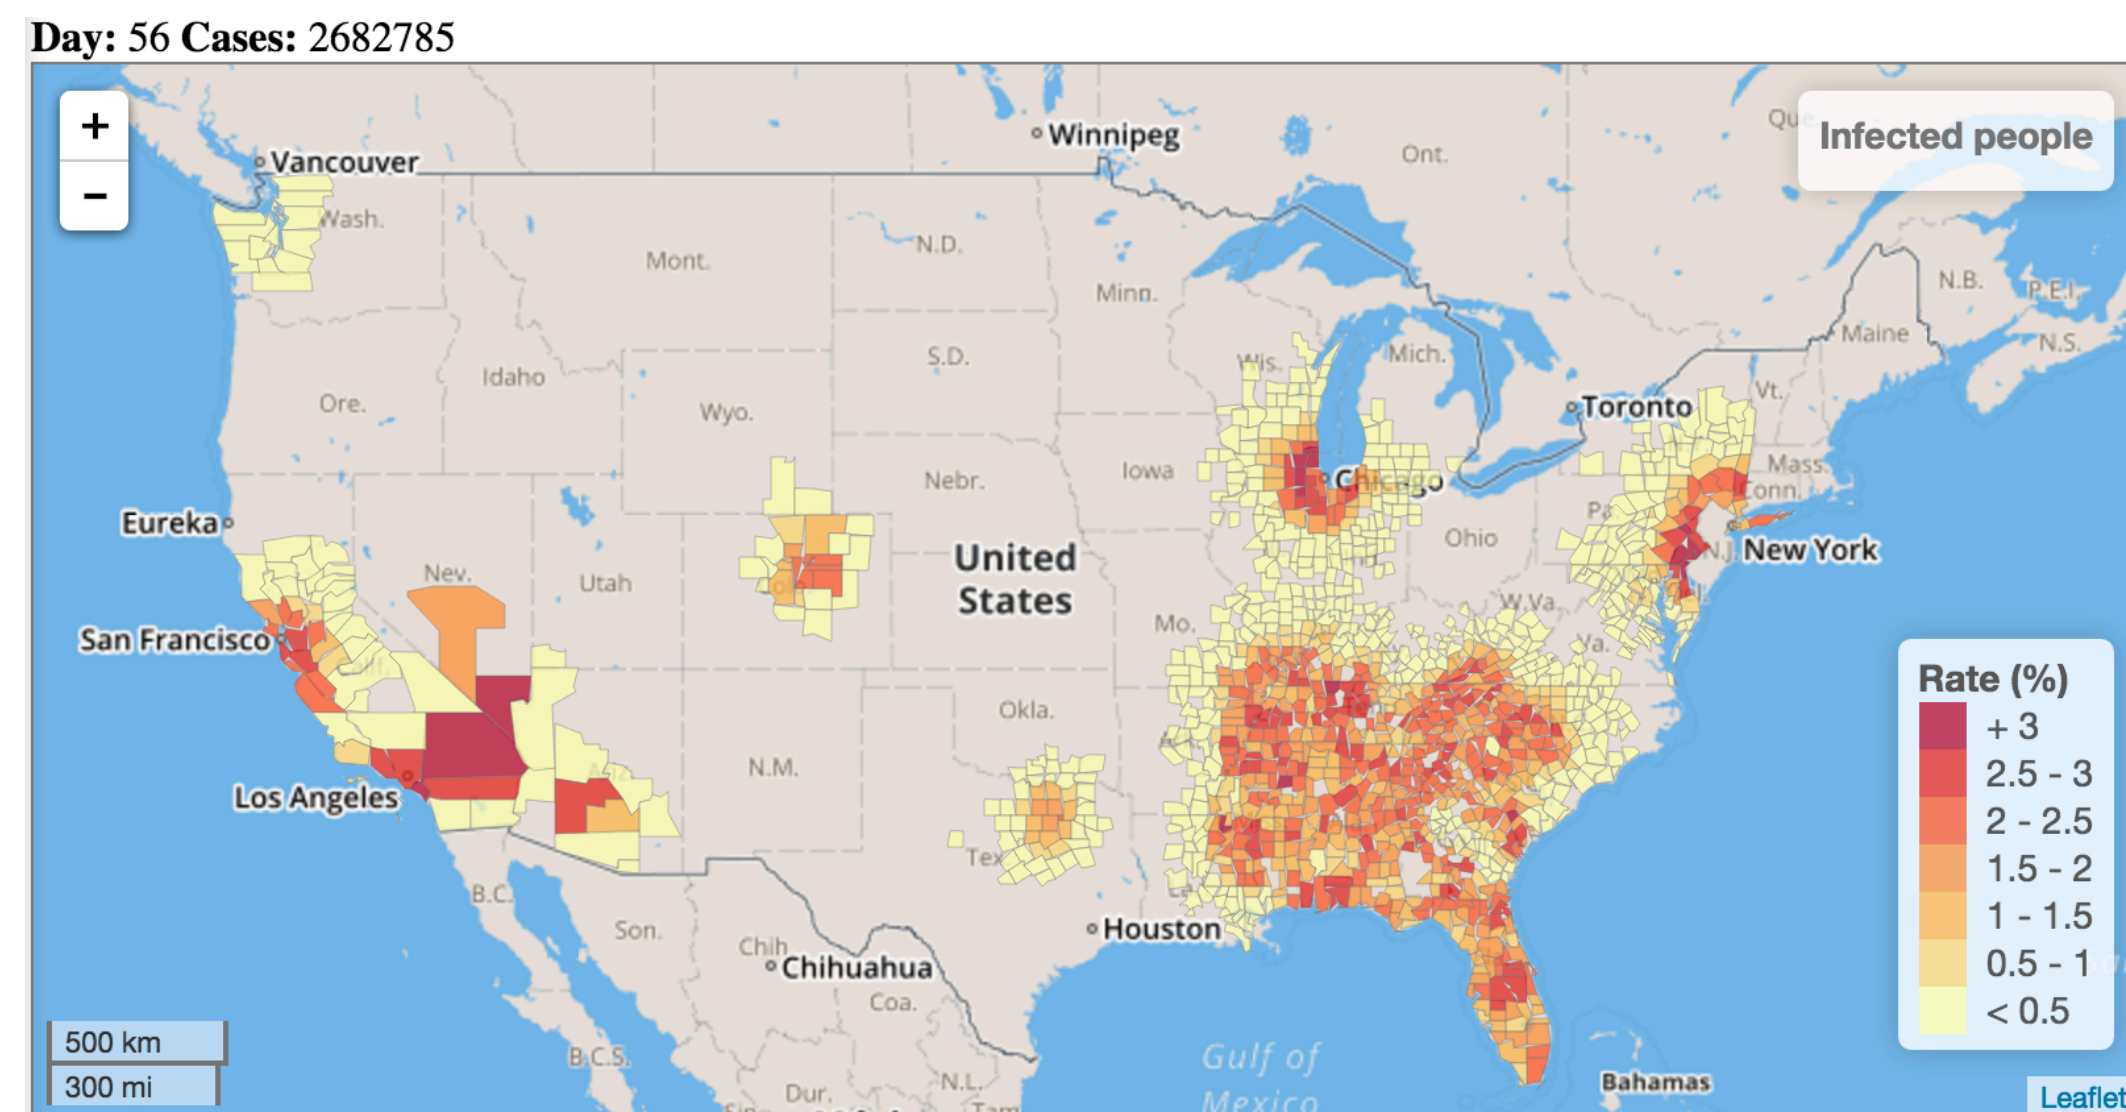 Day: 56 Cases: 2682785
+
−
Infected people
Vancouver
Winnipeg
Ont.
Wash.
Mont.
N.D.
Minn.
N.B.
P.E.I.
Maine
N.S.
Ore.
Idaho
Wyo.
S.D.
Wis.
Mich.
Toronto
Vt.
Iowa
Chicago
Mass.
Conn.
Nebr.
Eureka
Nev.
Utah
United
States
Ohio
Pa.
N.J.
New York
San Francisco
Calif.
Mo.
W.Va.
Va.
Okla.
N.M.
Ariz.
Los Angeles
Tex
La.
B.C.
Son.
Chih
Chihuahua
Houston
Coa.
B.C.S.
Dur.
N.L.
Tam
Gulf of
Mexico
Bahamas
Rate (%)
+ 3
2.5 - 3
2 - 2.5
1.5 - 2
1 - 1.5
0.5 - 1
< 0.5
500 km
300 mi
Leaflet